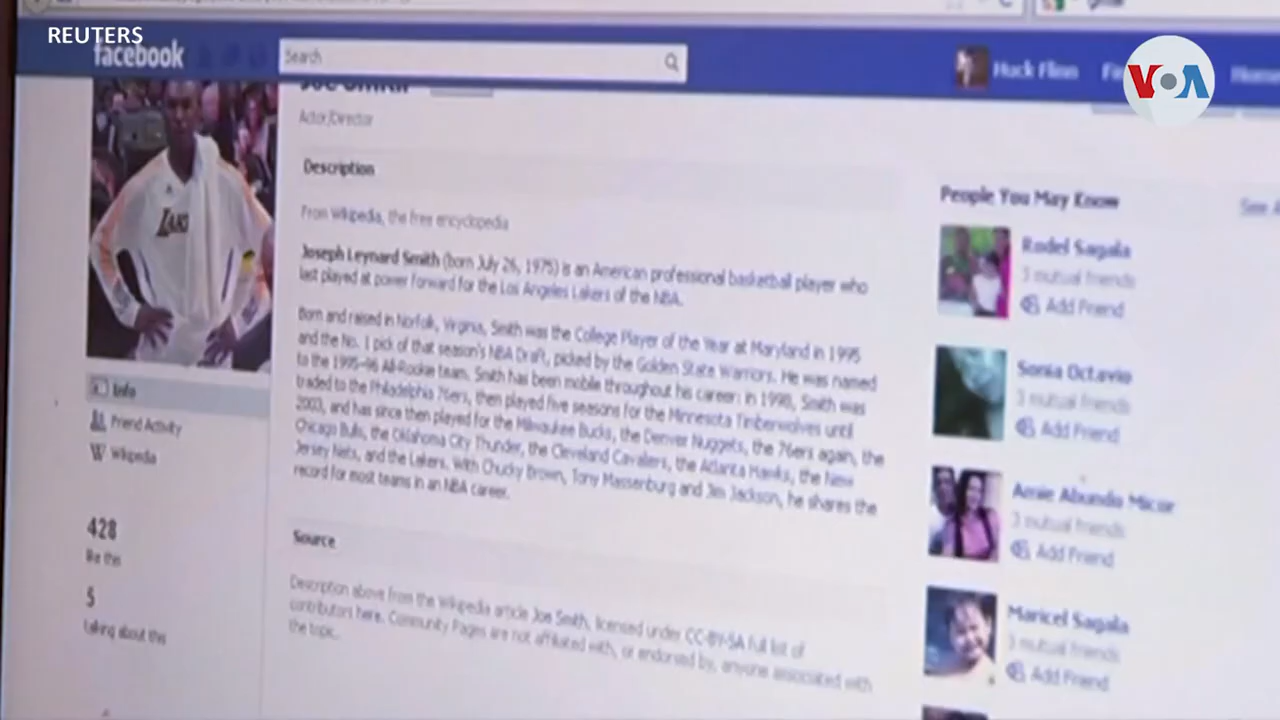 REUTERS
facebook
Search
Huck Flinn
VOA
Joe Smith
Actor/Director
Description
From Wikipedia, the free encyclopedia
Joseph Leynard Smith (born July 26, 1975) is an American professional basketball player who
last played at power forward for the Los Angeles Lakers of the NBA.
Born and raised in Norfolk, Virginia, Smith was the College Player of the Year at Maryland in 1995
and the No. 1 pick of that season's NBA Draft, picked by the Golden State Warriors. He was named
to the 1995-96 All-Rookie team. Smith has been mobile throughout his career: in 1998, Smith was
traded to the Philadelphia 76ers, then played five seasons for the Minnesota Timberwolves until
2003, and has since then played for the Milwaukee Bucks, the Denver Nuggets, the 76ers again, the
Chicago Bulls, the Oklahoma City Thunder, the Cleveland Cavaliers, the Atlanta Hawks, the New
Jersey Nets, and the Lakers. With Chucky Brown, Tony Massenburg and Jim Jackson, he shares the
record for most teams in an NBA career.
Source
Description above from the Wikipedia article Joe Smith, licensed under CC-BY-SA full list of
contributors here. Community Pages are not affiliated with, or endorsed by, anyone associated with
the topic.
Info
Friend Activity
Wikipedia
428
like this
5
talking about this
People You May Know
See A
Rodel Sagala
3 mutual friends
Add Friend
Sonia Octavio
3 mutual friends
Add Friend
Amie Abundo Micor
3 mutual friends
Add Friend
Maricel Sagala
3 mutual friends
Add Friend